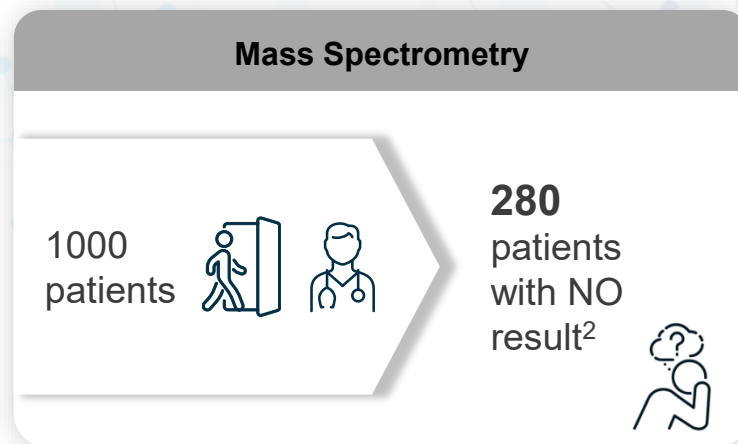 Mass Spectrometry
1000
patients
280
patients
with NO
result²
?